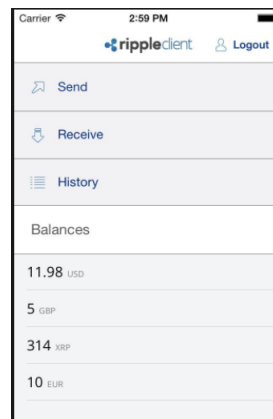 Carrier 2:59 PM
rippleclient Logout
Send
Receive
History
Balances
11.98 USD
5 GBP
314 XRP
10 EUR